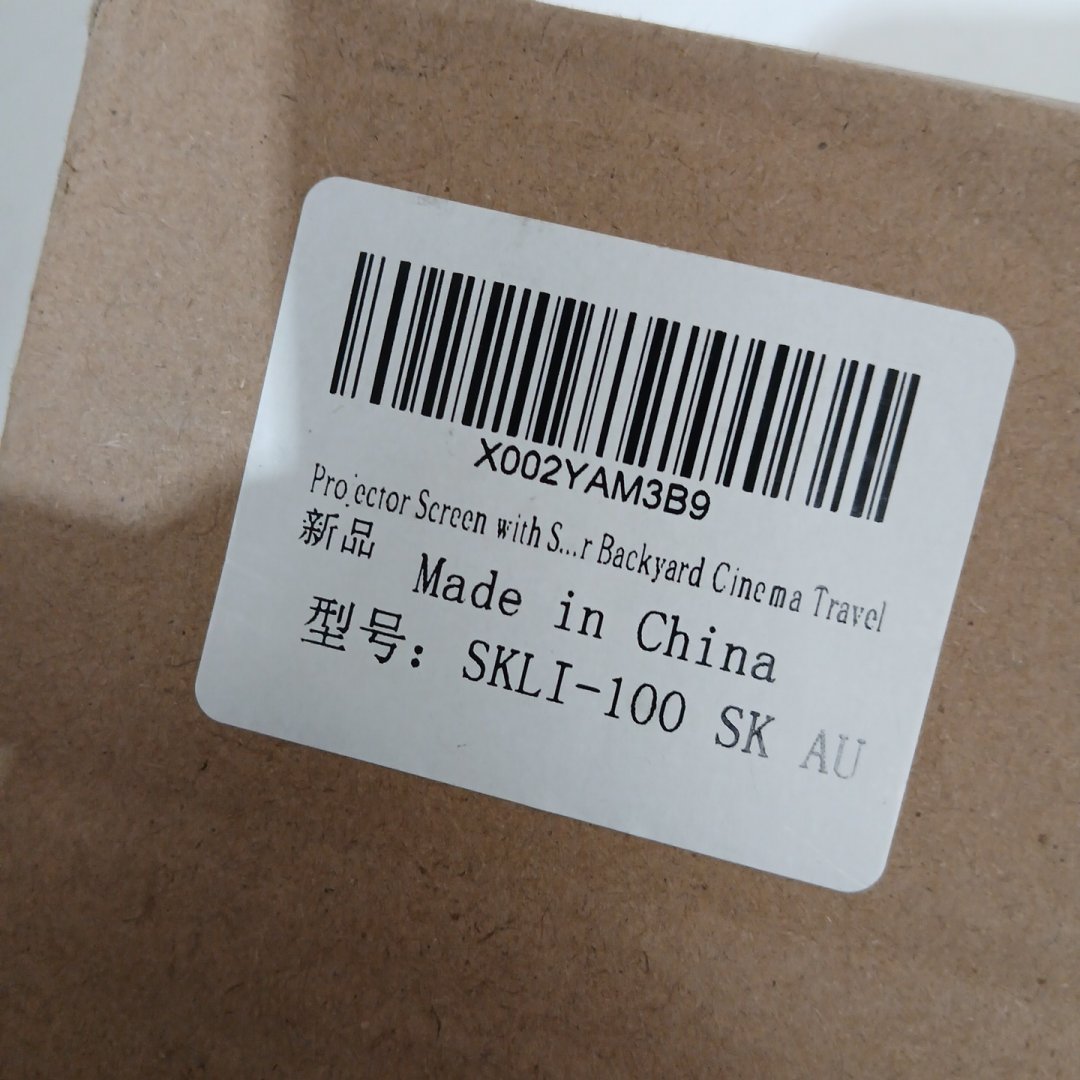 X002YAM3B9
Projector Screen with S...r Backyard Cinema Travel
新品
Made in China
型号: SKLI-100 SK AU